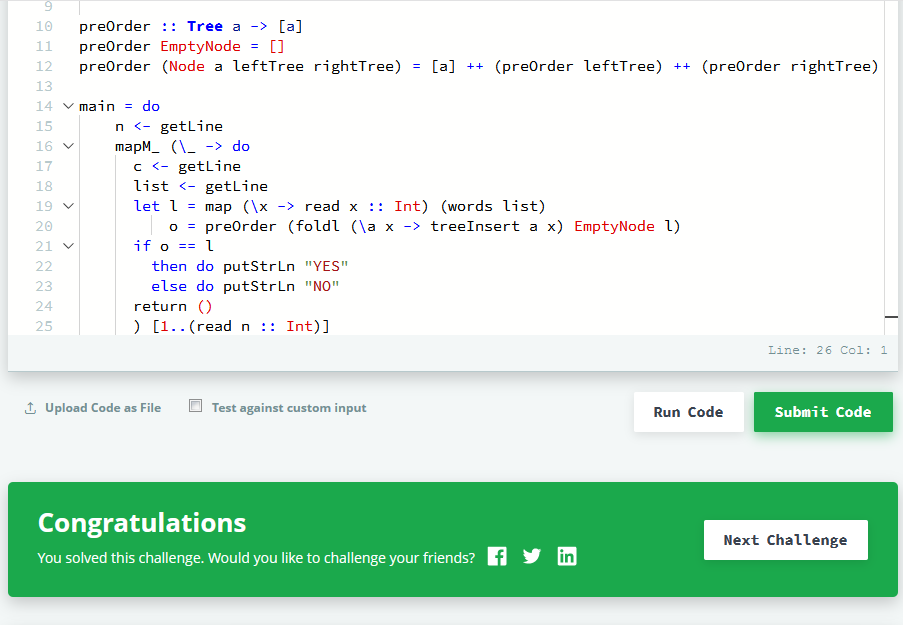 9
10 preOrder :: Tree a -> [a]
11 preOrder EmptyNode = []
12 preOrder (Node a leftTree rightTree) = [a] ++ (preOrder leftTree) ++ (preOrder rightTree)
13
14 main = do
15     n <- getLine
16     mapM_ (\_ -> do
17       c <- getLine
18       list <- getLine
19       let l = map (\x -> read x :: Int) (words list)
20           o = preOrder (foldl (\a x -> treeInsert a x) EmptyNode l)
21       if o == l
22         then do putStrLn "YES"
23         else do putStrLn "NO"
24       return ()
25       ) [1..(read n :: Int)]
Line: 26 Col: 1
Upload Code as File Test against custom input Run Code Submit Code
Congratulations
You solved this challenge. Would you like to challenge your friends?
Next Challenge